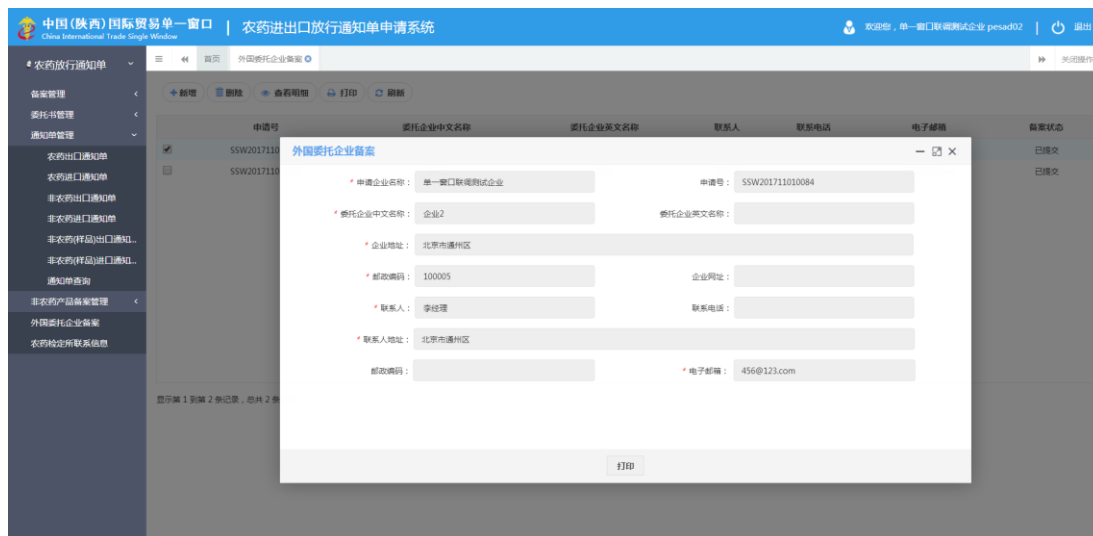 中国(陕西)国际贸易单一窗口 | 农药进出口放行通知单申请系统
China International Trade Single Window
欢迎您,单一窗口联调测试企业 pesad02 | 退出
农药放行通知单
首页 外国委托企业备案 关闭操作
备案管理
委托书管理
通知单管理
农药出口通知单
农药进口通知单
非农药出口通知单
非农药进口通知单
非农药(样品)出口通知...
非农药(样品)进口通知...
通知单查询
非农药产品备案管理
外国委托企业备案
农药检定所联系信息
新增 删除 查看明细 打印 刷新
申请号 委托企业中文名称 委托企业英文名称 联系人 联系电话 电子邮箱 备案状态
SSW2017110 已提交
SSW2017110 已提交
显示第 1 到第 2 条记录,总共 2 条
外国委托企业备案
* 申请企业名称: 单一窗口联调测试企业 申请号: SSW201711010084
* 委托企业中文名称: 企业2 委托企业英文名称:
* 企业地址: 北京市通州区
* 邮政编码: 100005 企业网址:
* 联系人: 李经理 联系电话:
* 联系人地址: 北京市通州区
邮政编码: * 电子邮箱: 456@123.com
打印